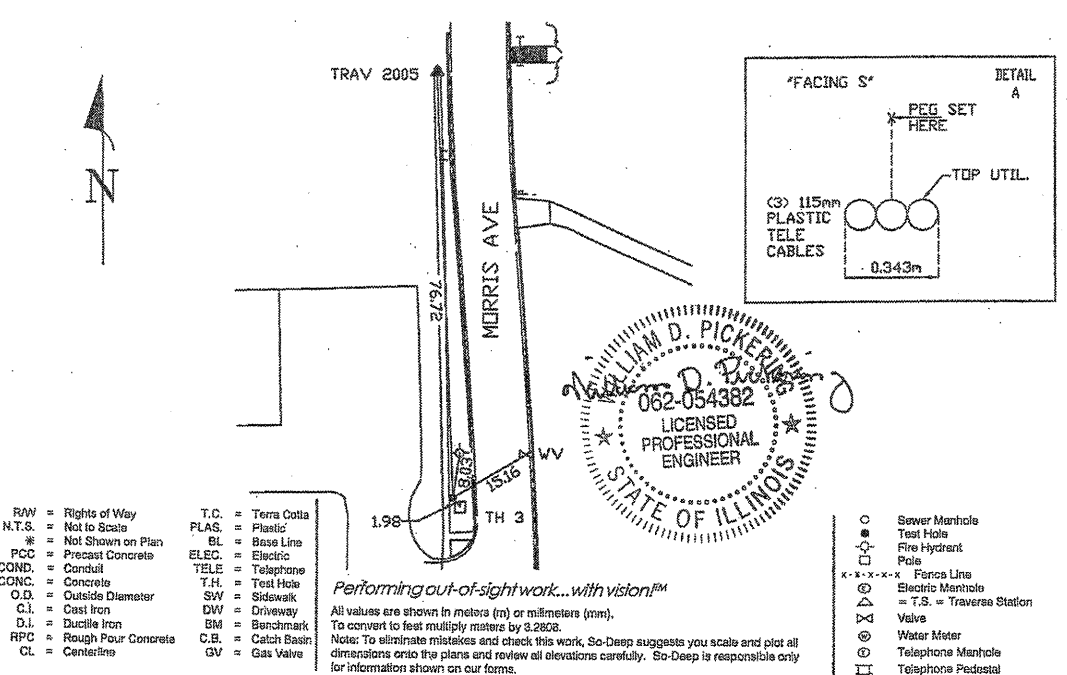 TRAV 2005
N
76.72
MORRIS AVE
8.037
15.16
WV
1.98
TH 3
"FACING S"
DETAIL
A
PEG SET
HERE
TOP UTIL.
(3) 115mm
PLASTIC
TELE
CABLES
0.343m
WILLIAM D. PICKERING
William D. Pickering
062-054382
LICENSED
PROFESSIONAL
ENGINEER
STATE OF ILLINOIS
R/W = Rights of Way
N.T.S. = Not to Scale
* = Not Shown on Plan
PCC = Precast Concrete
COND. = Conduit
CONC. = Concrete
O.D. = Outside Diameter
C.I. = Cast Iron
D.I. = Ductile Iron
RPC = Rough Pour Concrete
CL = Centerline
T.C. = Terra Cotta
PLAS. = Plastic
BL = Base Line
ELEC. = Electric
TELE = Telephone
T.H. = Test Hole
SW = Sidewalk
DW = Driveway
BM = Benchmark
C.B. = Catch Basin
GV = Gas Valve
Performing out-of-sight work...with vision!™
All values are shown in meters (m) or millimeters (mm).
To convert to feet multiply meters by 3.2808.
Note: To eliminate mistakes and check this work, So-Deep suggests you scale and plot all
dimensions onto the plans and review all elevations carefully. So-Deep is responsible only
for information shown on our forms.
Sewer Manhole
Test Hole
Fire Hydrant
Pole
x-x-x-x-x Fence Line
E Electric Manhole
= T.S. = Traverse Station
Valve
W Water Meter
T Telephone Manhole
Telephone Pedestal